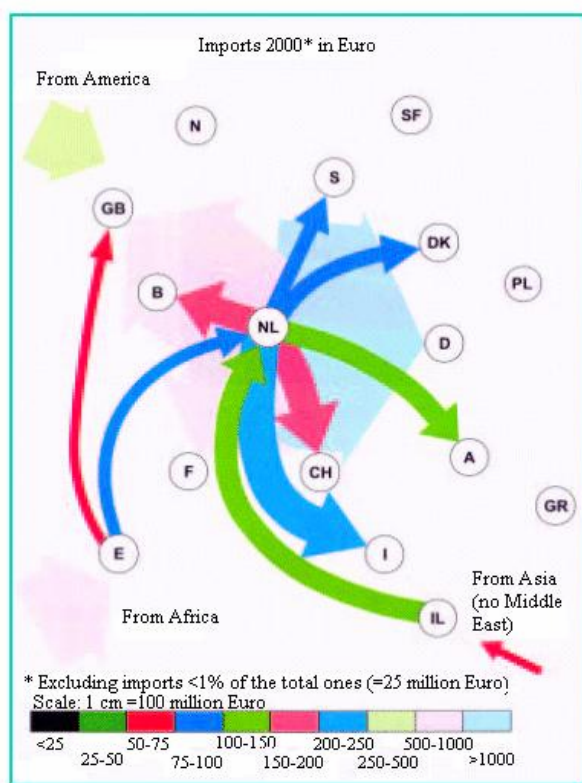 Imports 2000* in Euro
From America
N
SF
S
GB
DK
B
PL
NL
D
A
F
CH
GR
E
I
From Asia
(no Middle
East)
IL
From Africa
* Excluding imports <1% of the total ones (=25 million Euro)
Scale: 1 cm =100 million Euro
<25
25-50
50-75
75-100
100-150
150-200
200-250
250-500
500-1000
>1000